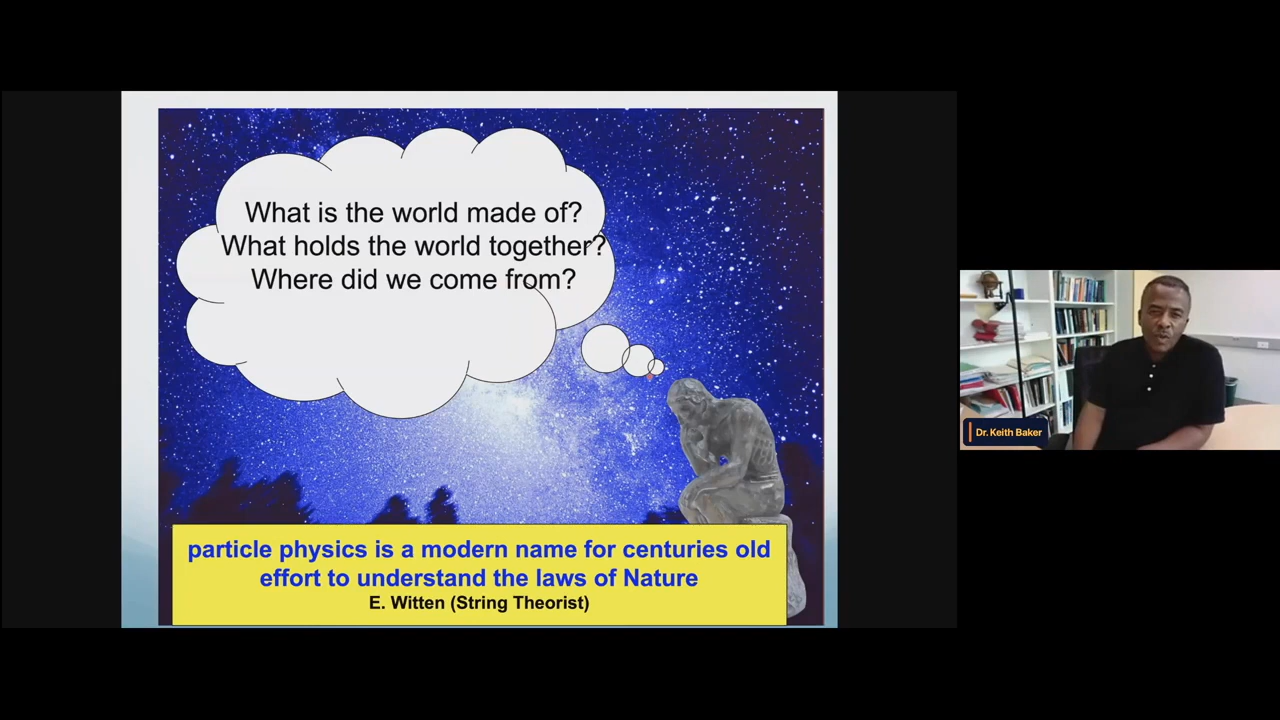 What is the world made of?
What holds the world together?
Where did we come from?
particle physics is a modern name for centuries old
effort to understand the laws of Nature
E. Witten (String Theorist)
Dr. Keith Baker